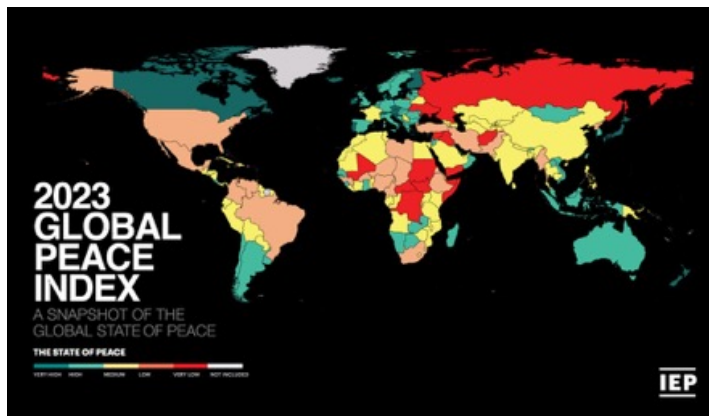 2023
GLOBAL
PEACE
INDEX
A SNAPSHOT OF THE
GLOBAL STATE OF PEACE
THE STATE OF PEACE
VERY HIGH HIGH MEDIUM LOW VERY LOW NOT INCLUDED
IEP